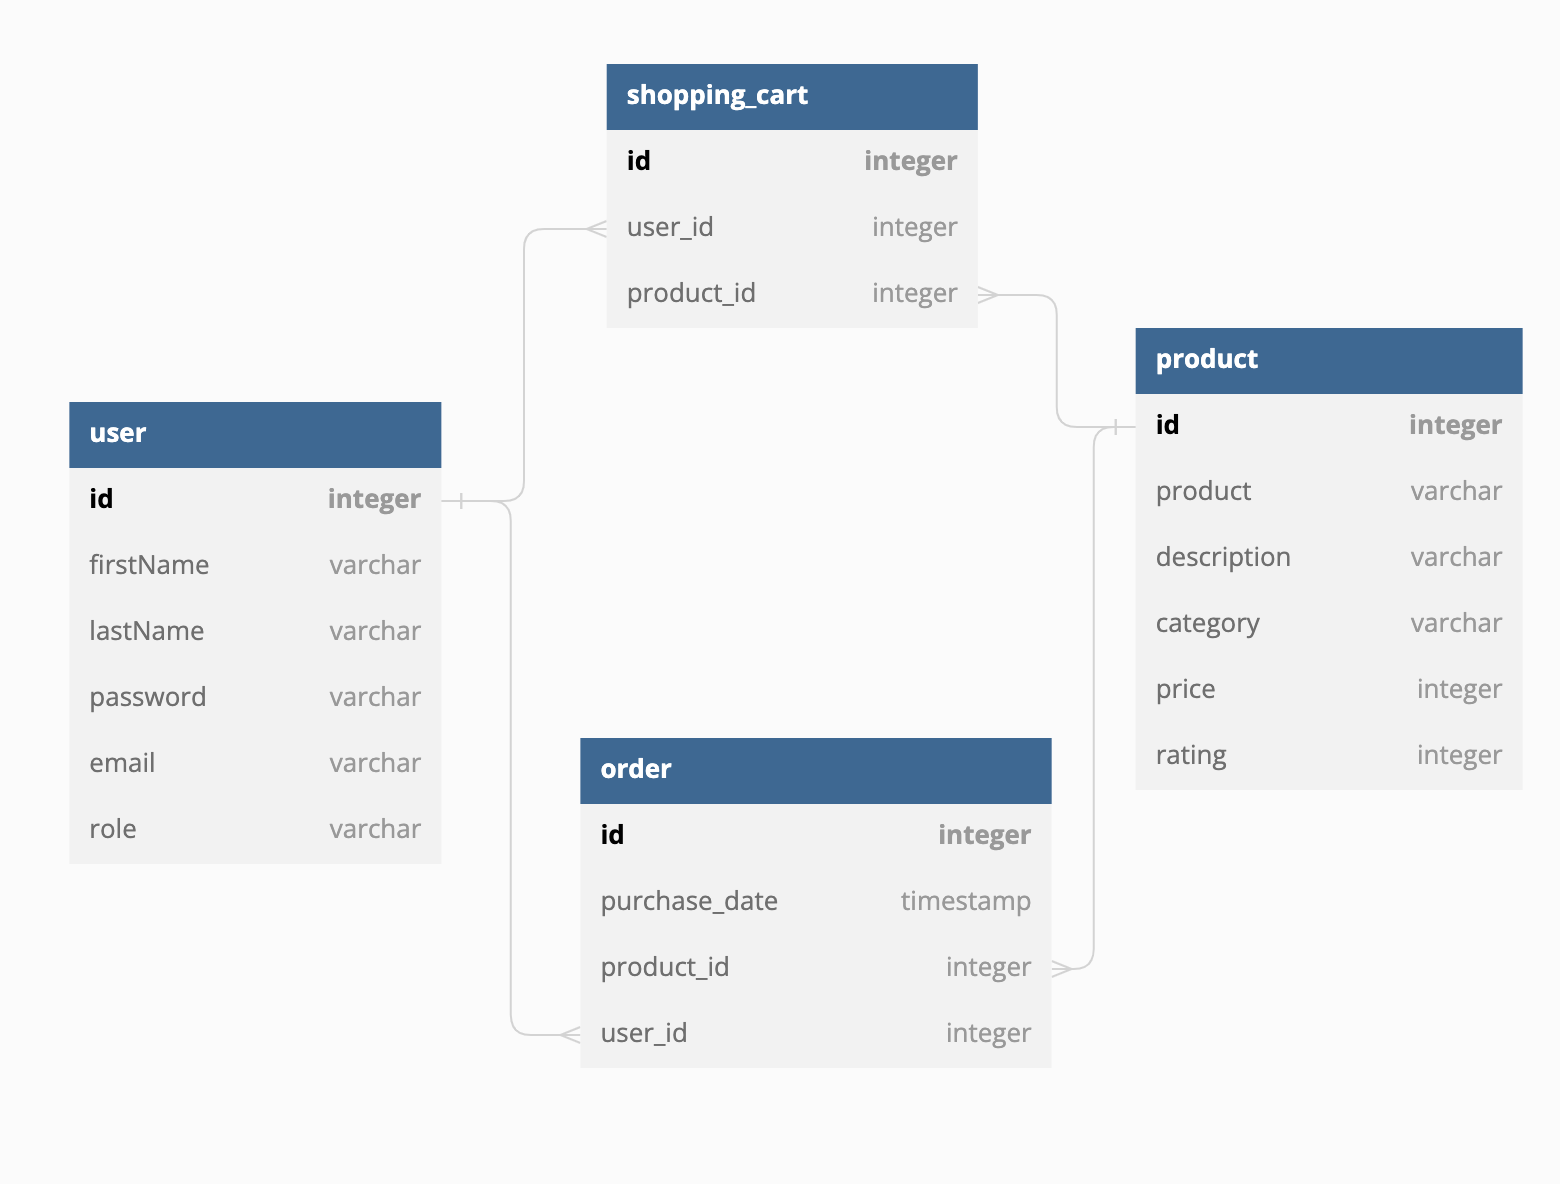 shopping_cart
id integer
user_id integer
product_id integer
product
id integer
product varchar
description varchar
category varchar
price integer
rating integer
user
id integer
firstName varchar
lastName varchar
password varchar
email varchar
role varchar
order
id integer
purchase_date timestamp
product_id integer
user_id integer